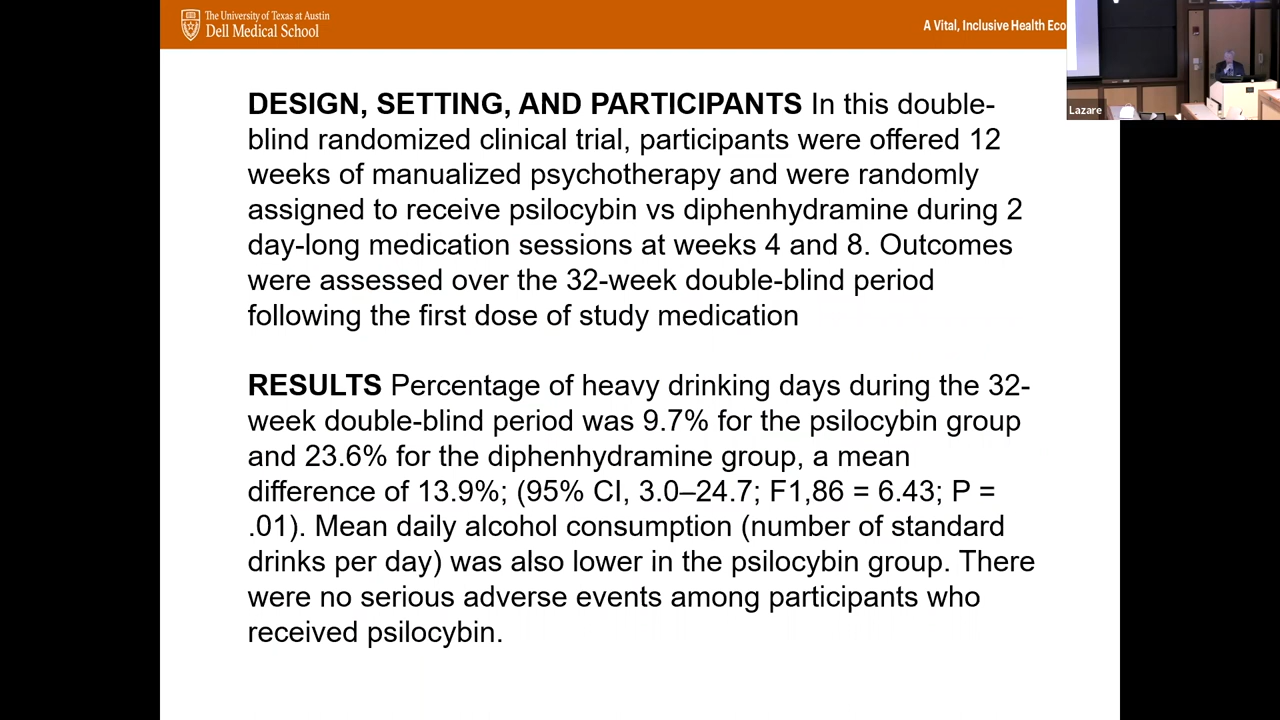 The University of Texas at Austin
Dell Medical School
A Vital, Inclusive Health Eco
Lazare
DESIGN, SETTING, AND PARTICIPANTS In this double-
blind randomized clinical trial, participants were offered 12
weeks of manualized psychotherapy and were randomly
assigned to receive psilocybin vs diphenhydramine during 2
day-long medication sessions at weeks 4 and 8. Outcomes
were assessed over the 32-week double-blind period
following the first dose of study medication
RESULTS Percentage of heavy drinking days during the 32-
week double-blind period was 9.7% for the psilocybin group
and 23.6% for the diphenhydramine group, a mean
difference of 13.9%; (95% CI, 3.0–24.7; F1,86 = 6.43; P =
.01). Mean daily alcohol consumption (number of standard
drinks per day) was also lower in the psilocybin group. There
were no serious adverse events among participants who
received psilocybin.